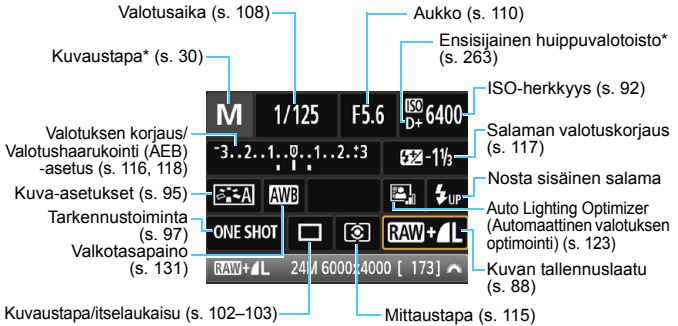 Valotusaika (s. 108)
Aukko (s. 110)
Kuvaustapa* (s. 30)
Ensisijainen huippuvalotoisto*
(s. 263)
ISO-herkkyys (s. 92)
M 1/125 F5.6 ISO D+ 6400
Valotuksen korjaus/
Valotushaarukointi (AEB)
-asetus (s. 116, 118)
-3..2..1..0..1..2.:3
-1⅓
Salaman valotuskorjaus
(s. 117)
Kuva-asetukset (s. 95)
A AWB UP
Nosta sisäinen salama
Tarkennustoiminta
(s. 97)
ONE SHOT RAW+L
Auto Lighting Optimizer
(Automaattinen valotuksen
optimointi) (s. 123)
Valkotasapaino
(s. 131)
RAW+L 24M 6000x4000 [ 173]
Kuvan tallennuslaatu
(s. 88)
Kuvaustapa/itselaukaisu (s. 102–103)
Mittaustapa (s. 115)